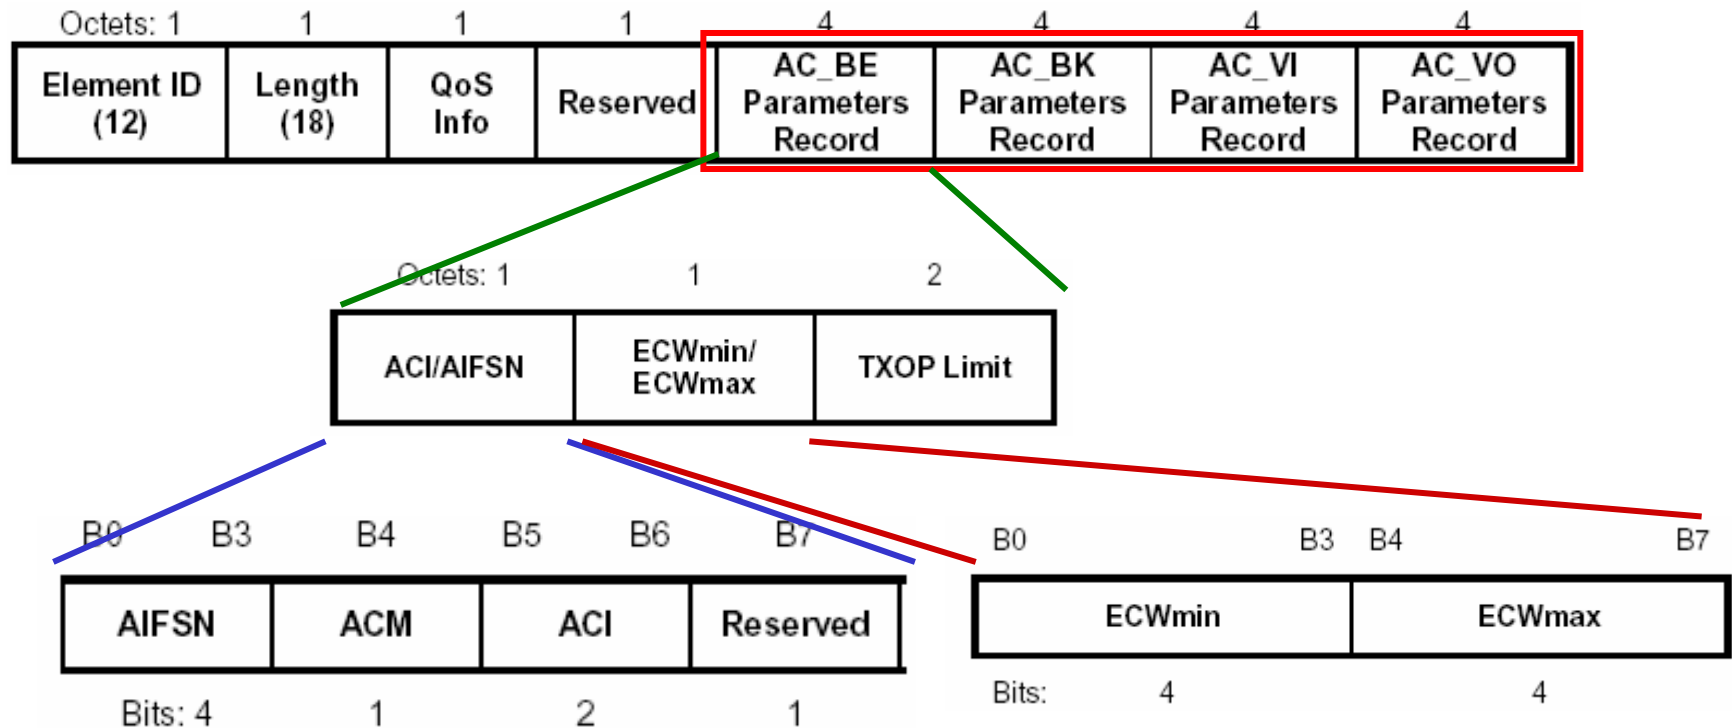 Octets: 1 1 1 1 4 4 4 4
Element ID
(12)
Length
(18)
QoS
Info
Reserved
AC_BE
Parameters
Record
AC_BK
Parameters
Record
AC_VI
Parameters
Record
AC_VO
Parameters
Record
Octets: 1 1 2
ACI/AIFSN
ECWmin/
ECWmax
TXOP Limit
B0 B3 B4 B5 B6 B7
AIFSN ACM ACI Reserved
Bits: 4 1 2 1
B0 B3 B4 B7
ECWmin ECWmax
Bits: 4 4